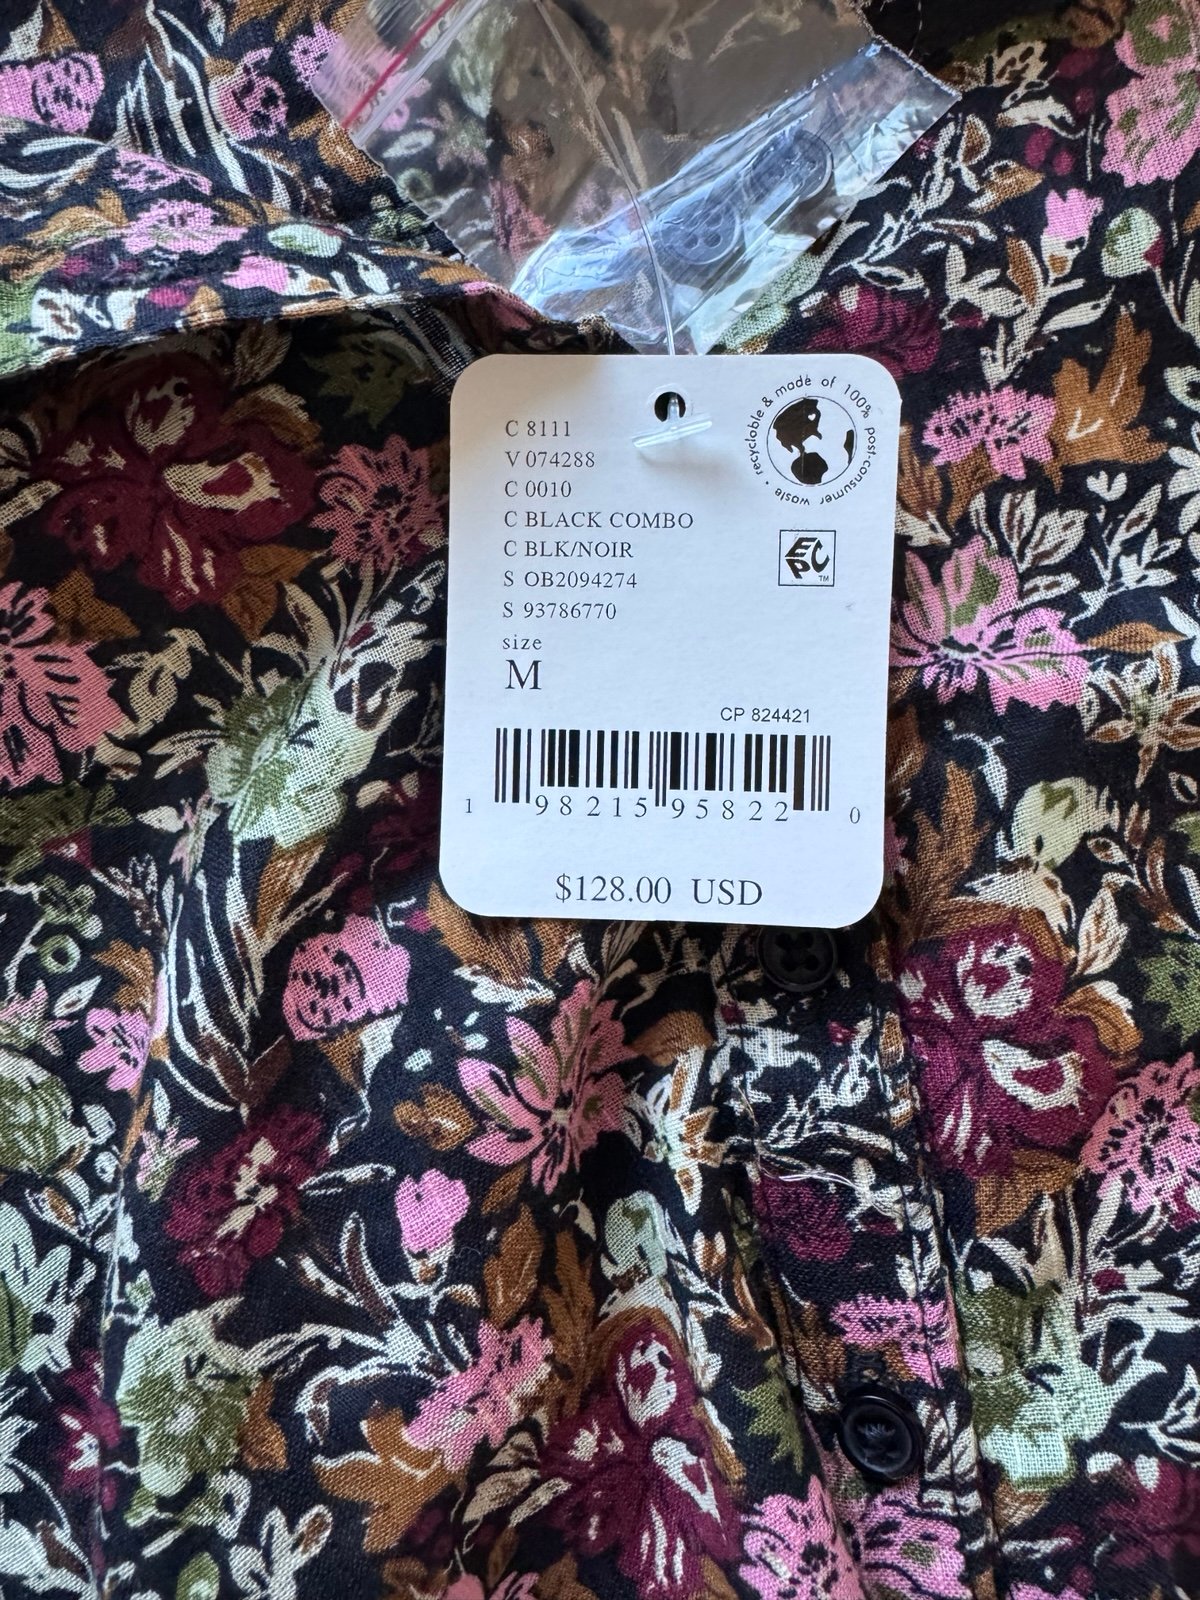 C 8111
V 074288
C 0010
C BLACK COMBO
C BLK/NOIR
S OB2094274
S 93786770
size
M
recyclable & made of 100% post-consumer waste •
EPC™
CP 824421
1 98215 95822 0
$128.00 USD